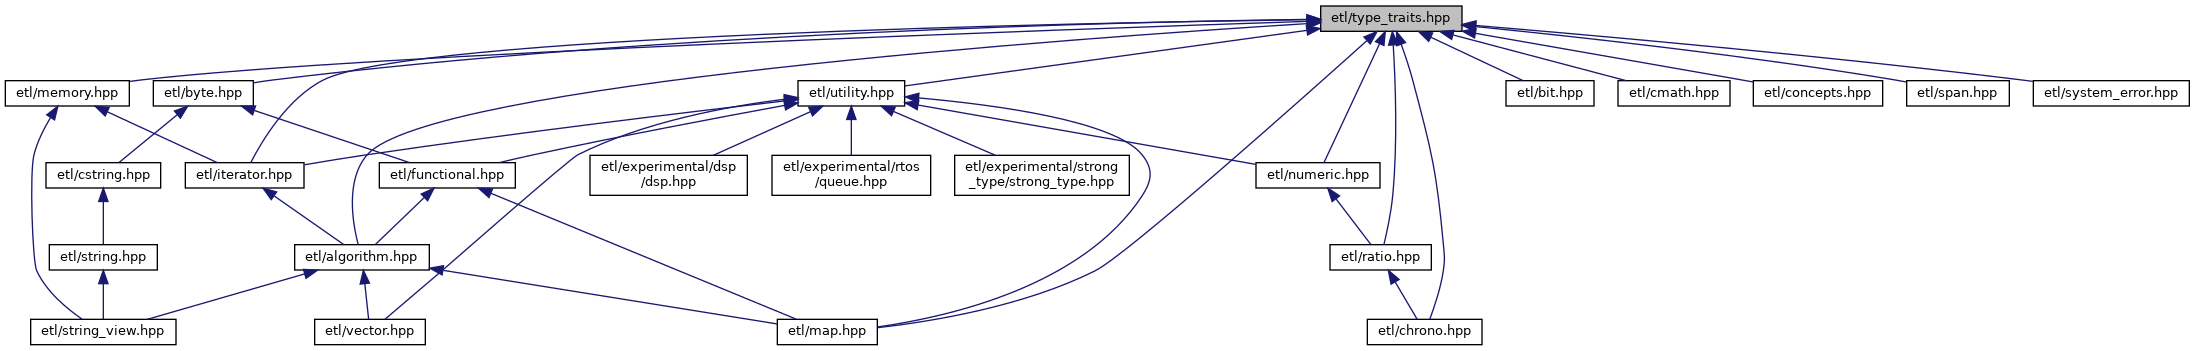 etl/type_traits.hpp
etl/memory.hpp
etl/byte.hpp
etl/utility.hpp
etl/bit.hpp
etl/cmath.hpp
etl/concepts.hpp
etl/span.hpp
etl/system_error.hpp
etl/cstring.hpp
etl/iterator.hpp
etl/functional.hpp
etl/experimental/dsp
/dsp.hpp
etl/experimental/rtos
/queue.hpp
etl/experimental/strong
_type/strong_type.hpp
etl/numeric.hpp
etl/string.hpp
etl/algorithm.hpp
etl/ratio.hpp
etl/string_view.hpp
etl/vector.hpp
etl/map.hpp
etl/chrono.hpp